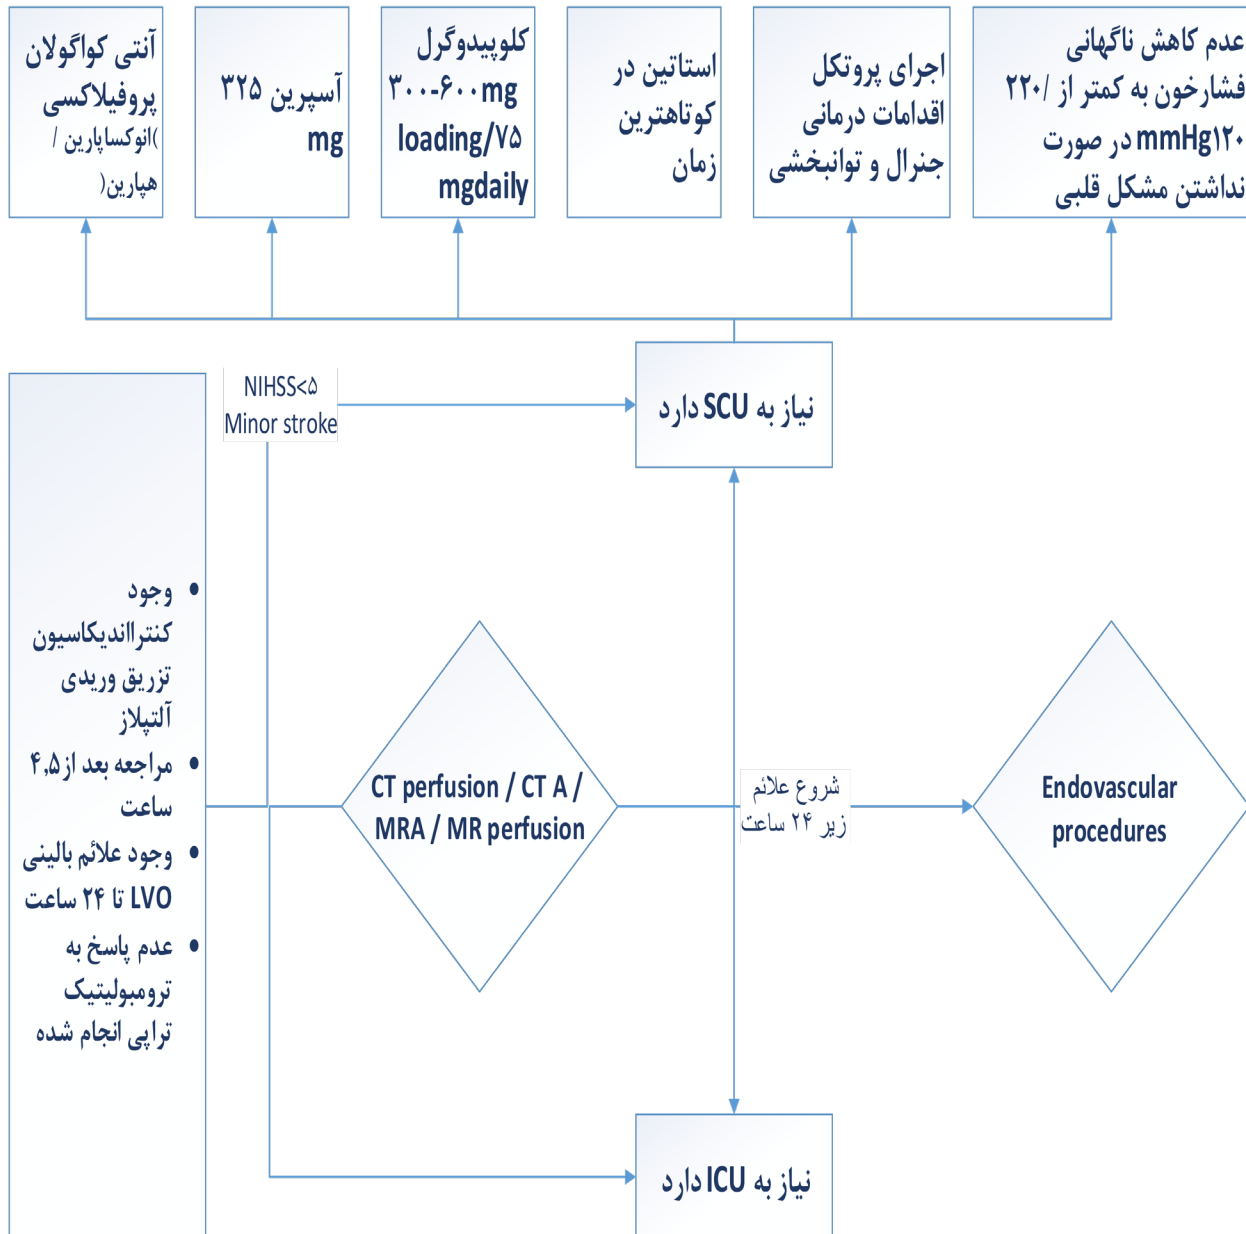 عدم کاهش ناگهانی
فشارخون به کمتر از ۲۲۰/
۱۲۰mmHg در صورت
نداشتن مشکل قلبی
اجرای پروتکل
اقدامات درمانی
جنرال و توانبخشی
استاتین در
کوتاهترین
زمان
کلوپیدوگرل
۳۰۰-۶۰۰mg
loading/۷۵
mgdaily
آسپرین ۳۲۵
mg
آنتی کواگولان
پروفیلاکسی
)انوکساپارین /
هپارین(
NIHSS<۵
Minor stroke
نیاز به SCU دارد
وجود
کنترااندیکاسیون
تزریق وریدی
آلتپلاز
مراجعه بعد از ۴,۵
ساعت
وجود علائم بالینی
LVO تا ۲۴ ساعت
عدم پاسخ به
ترومبولیتیک
تراپی انجام شده
CT perfusion / CT A /
MRA / MR perfusion
شروع علائم
زیر ۲۴ ساعت
Endovascular
procedures
نیاز به ICU دارد